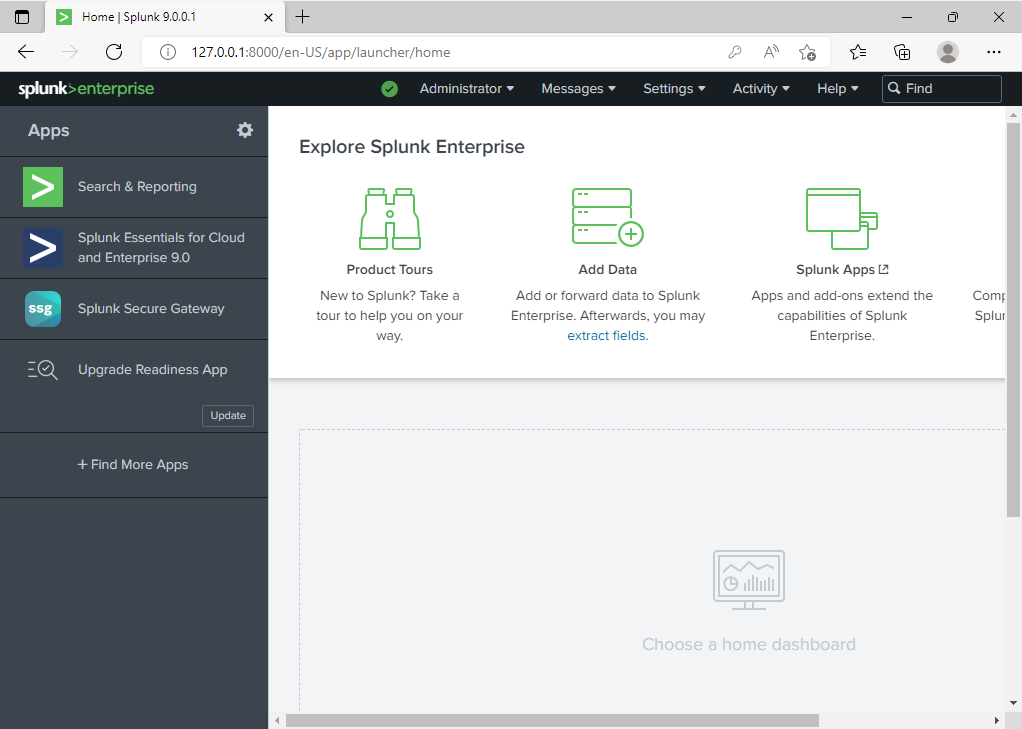 Home | Splunk 9.0.0.1
127.0.0.1:8000/en-US/app/launcher/home
splunk>enterprise Administrator Messages Settings Activity Help Find
Apps
Search & Reporting
Splunk Essentials for Cloud
and Enterprise 9.0
ssg Splunk Secure Gateway
Upgrade Readiness App
Update
+ Find More Apps
Explore Splunk Enterprise
Product Tours
New to Splunk? Take a
tour to help you on your
way.
Add Data
Add or forward data to Splunk
Enterprise. Afterwards, you may
extract fields.
Splunk Apps
Apps and add-ons extend the
capabilities of Splunk
Enterprise.
Comp
Splur
Choose a home dashboard